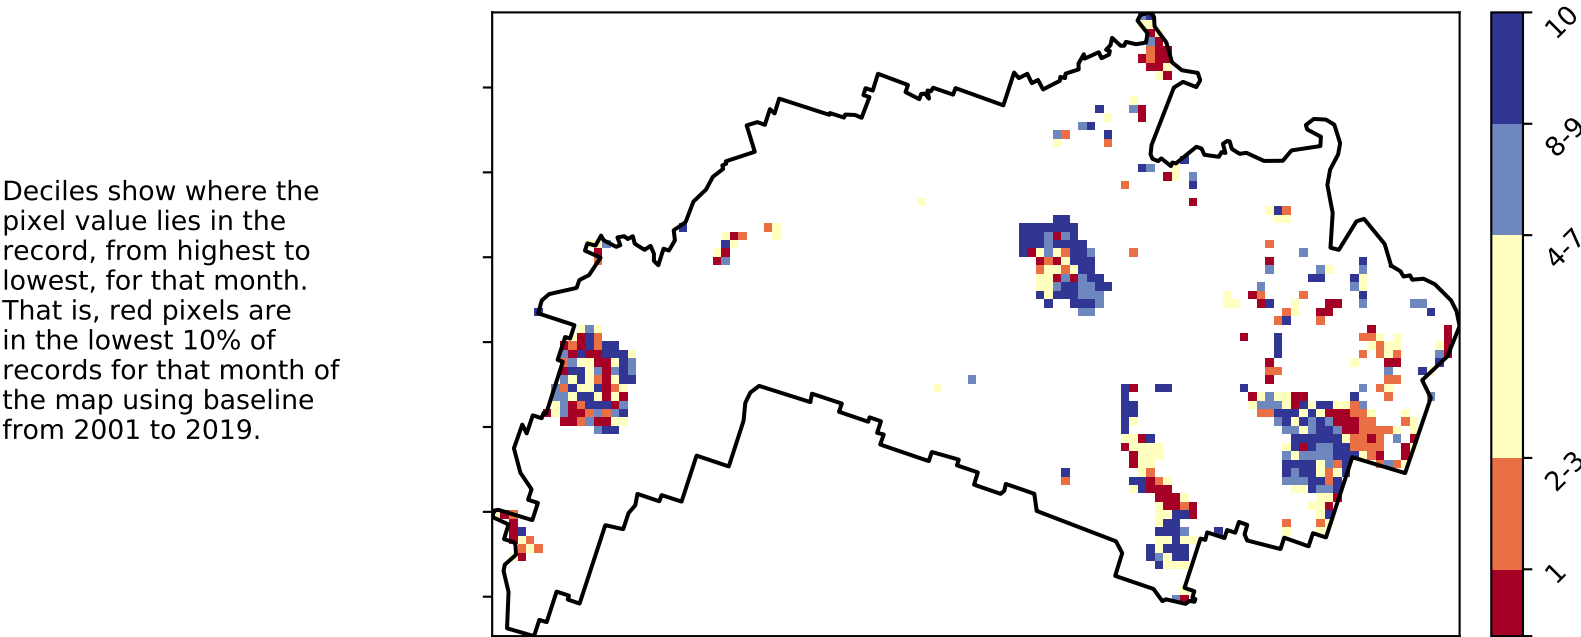 Deciles show where the
pixel value lies in the
record, from highest to
lowest, for that month.
That is, red pixels are
in the lowest 10% of
records for that month of
the map using baseline
from 2001 to 2019.
10
8-9
4-7
2-3
1